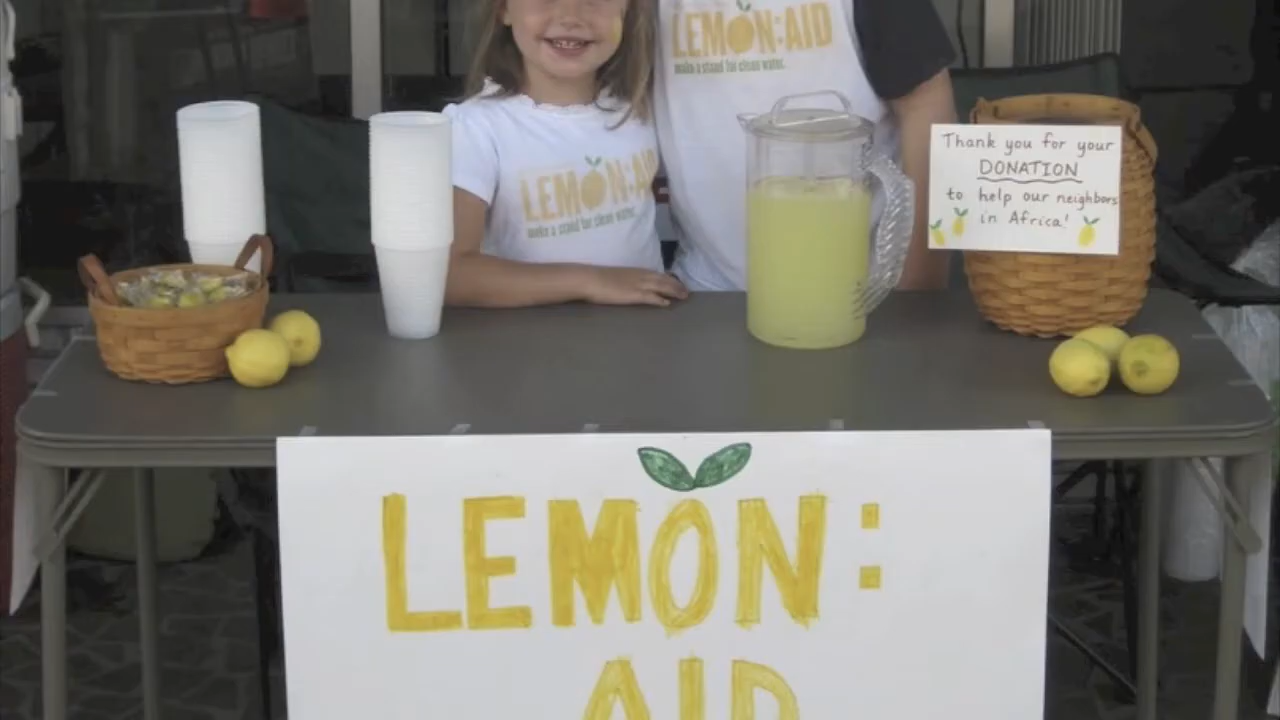 LEMON:AID
make a stand for clean water.
LEMON:AID
make a stand for clean water.
Thank you for your
DONATION
to help our neighbors
in Africa!
LEMON:
AID